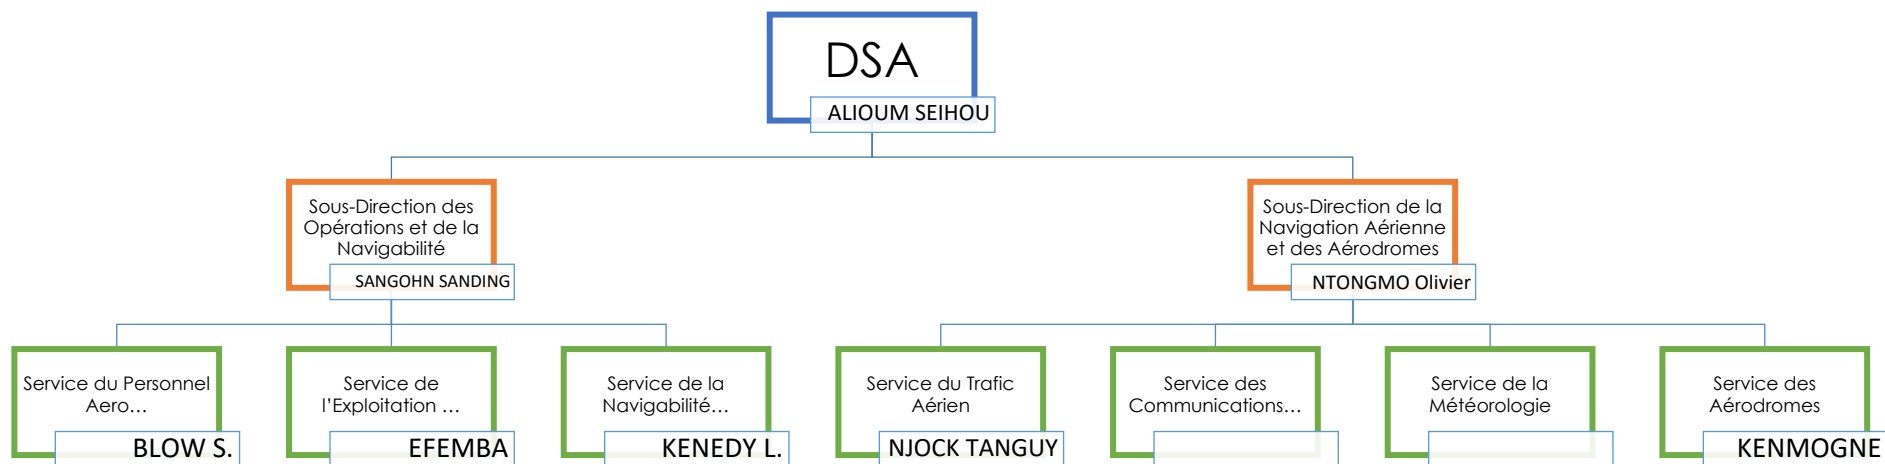 DSA
ALIOUM SEIHOU
Sous-Direction des
Opérations et de la
Navigabilité
SANGOHN SANDING
Sous-Direction de la
Navigation Aérienne
et des Aérodromes
NTONGMO Olivier
Service du Personnel
Aero…
BLOW S.
Service de
l'Exploitation …
EFEMBA
Service de la
Navigabilité…
KENEDY L.
Service du Trafic
Aérien
NJOCK TANGUY
Service des
Communications…
Service de la
Météorologie
Service des
Aérodromes
KENMOGNE